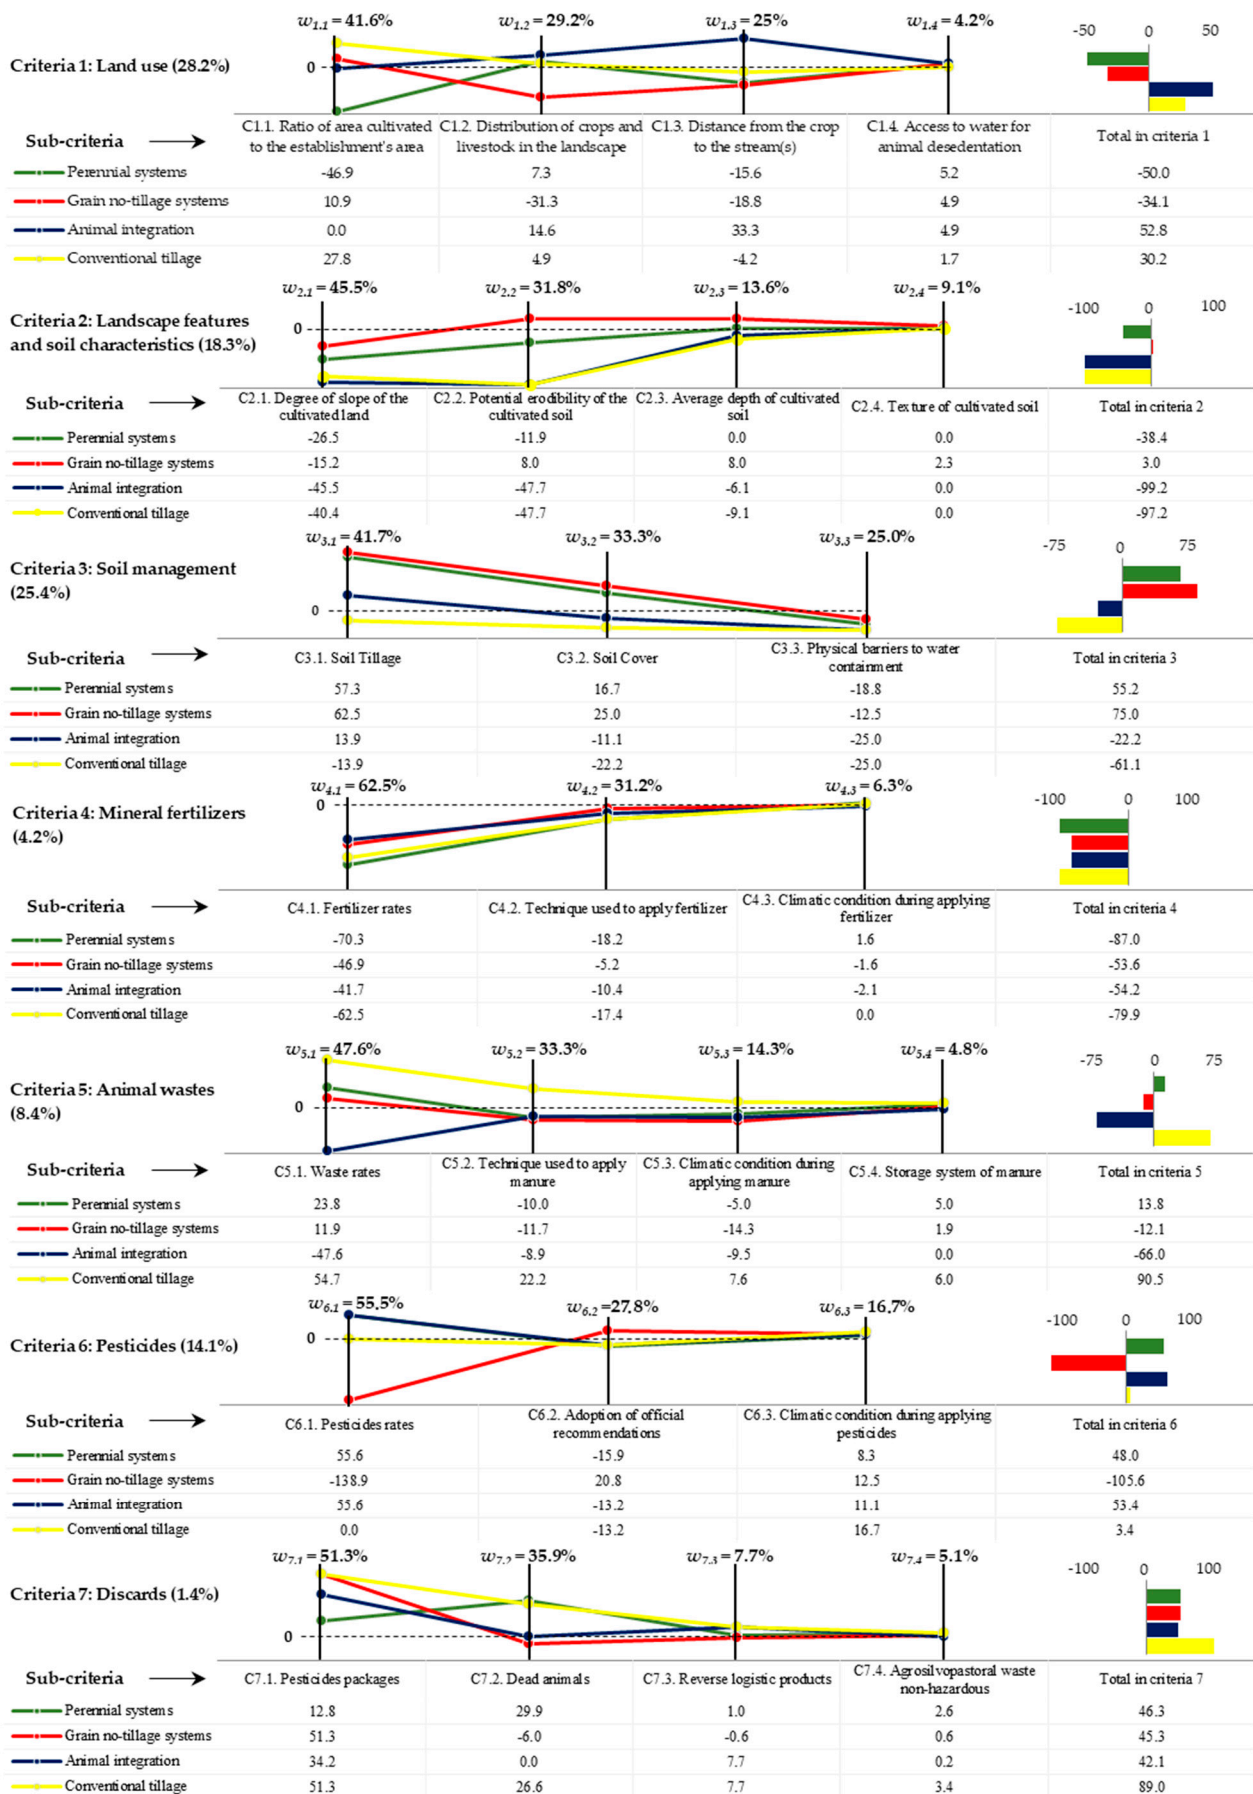 w1.1 = 41.6% w1.2 = 29.2% w1.3 = 25% w1.4 = 4.2%
-50 0 50
Criteria 1: Land use (28.2%)
0
Sub-criteria
C1.1. Ratio of area cultivated to the establishment's area
C1.2. Distribution of crops and livestock in the landscape
C1.3. Distance from the crop to the stream(s)
C1.4. Access to water for animal desedentation
Total in criteria 1
Perennial systems -46.9 7.3 -15.6 5.2 -50.0
Grain no-tillage systems 10.9 -31.3 -18.8 4.9 -34.1
Animal integration 0.0 14.6 33.3 4.9 52.8
Conventional tillage 27.8 4.9 -4.2 1.7 30.2
w2.1 = 45.5% w2.2 = 31.8% w2.3 = 13.6% w2.4 = 9.1%
-100 0 100
Criteria 2: Landscape features
and soil characteristics (18.3%)
0
Sub-criteria
C2.1. Degree of slope of the cultivated land
C2.2. Potential erodibility of the cultivated soil
C2.3. Average depth of cultivated soil
C2.4. Texture of cultivated soil
Total in criteria 2
Perennial systems -26.5 -11.9 0.0 0.0 -38.4
Grain no-tillage systems -15.2 8.0 8.0 2.3 3.0
Animal integration -45.5 -47.7 -6.1 0.0 -99.2
Conventional tillage -40.4 -47.7 -9.1 0.0 -97.2
w3.1 = 41.7% w3.2 = 33.3% w3.3 = 25.0%
-75 0 75
Criteria 3: Soil management
(25.4%)
0
Sub-criteria
C3.1. Soil Tillage
C3.2. Soil Cover
C3.3. Physical barriers to water containment
Total in criteria 3
Perennial systems 57.3 16.7 -18.8 55.2
Grain no-tillage systems 62.5 25.0 -12.5 75.0
Animal integration 13.9 -11.1 -25.0 -22.2
Conventional tillage -13.9 -22.2 -25.0 -61.1
w4.1 = 62.5% w4.2 = 31.2% w4.3 = 6.3%
-100 0 100
Criteria 4: Mineral fertilizers
(4.2%)
0
Sub-criteria
C4.1. Fertilizer rates
C4.2. Technique used to apply fertilizer
C4.3. Climatic condition during applying fertilizer
Total in criteria 4
Perennial systems -70.3 -18.2 1.6 -87.0
Grain no-tillage systems -46.9 -5.2 -1.6 -53.6
Animal integration -41.7 -10.4 -2.1 -54.2
Conventional tillage -62.5 -17.4 0.0 -79.9
w5.1 = 47.6% w5.2 = 33.3% w5.3 = 14.3% w5.4 = 4.8%
-75 0 75
Criteria 5: Animal wastes
(8.4%)
0
Sub-criteria
C5.1. Waste rates
C5.2. Technique used to apply manure
C5.3. Climatic condition during applying manure
C5.4. Storage system of manure
Total in criteria 5
Perennial systems 23.8 -10.0 -5.0 5.0 13.8
Grain no-tillage systems 11.9 -11.7 -14.3 1.9 -12.1
Animal integration -47.6 -8.9 -9.5 0.0 -66.0
Conventional tillage 54.7 22.2 7.6 6.0 90.5
w6.1 = 55.5% w6.2 = 27.8% w6.3 = 16.7%
-100 0 100
Criteria 6: Pesticides (14.1%)
0
Sub-criteria
C6.1. Pesticides rates
C6.2. Adoption of official recommendations
C6.3. Climatic condition during applying pesticides
Total in criteria 6
Perennial systems 55.6 -15.9 8.3 48.0
Grain no-tillage systems -138.9 20.8 12.5 -105.6
Animal integration 55.6 -13.2 11.1 53.4
Conventional tillage 0.0 -13.2 16.7 3.4
w7.1 = 51.3% w7.2 = 35.9% w7.3 = 7.7% w7.4 = 5.1%
-100 0 100
Criteria 7: Discards (1.4%)
0
Sub-criteria
C7.1. Pesticides packages
C7.2. Dead animals
C7.3. Reverse logistic products
C7.4. Agrosilvopastoral waste non-hazardous
Total in criteria 7
Perennial systems 12.8 29.9 1.0 2.6 46.3
Grain no-tillage systems 51.3 -6.0 -0.6 0.6 45.3
Animal integration 34.2 0.0 7.7 0.2 42.1
Conventional tillage 51.3 26.6 7.7 3.4 89.0